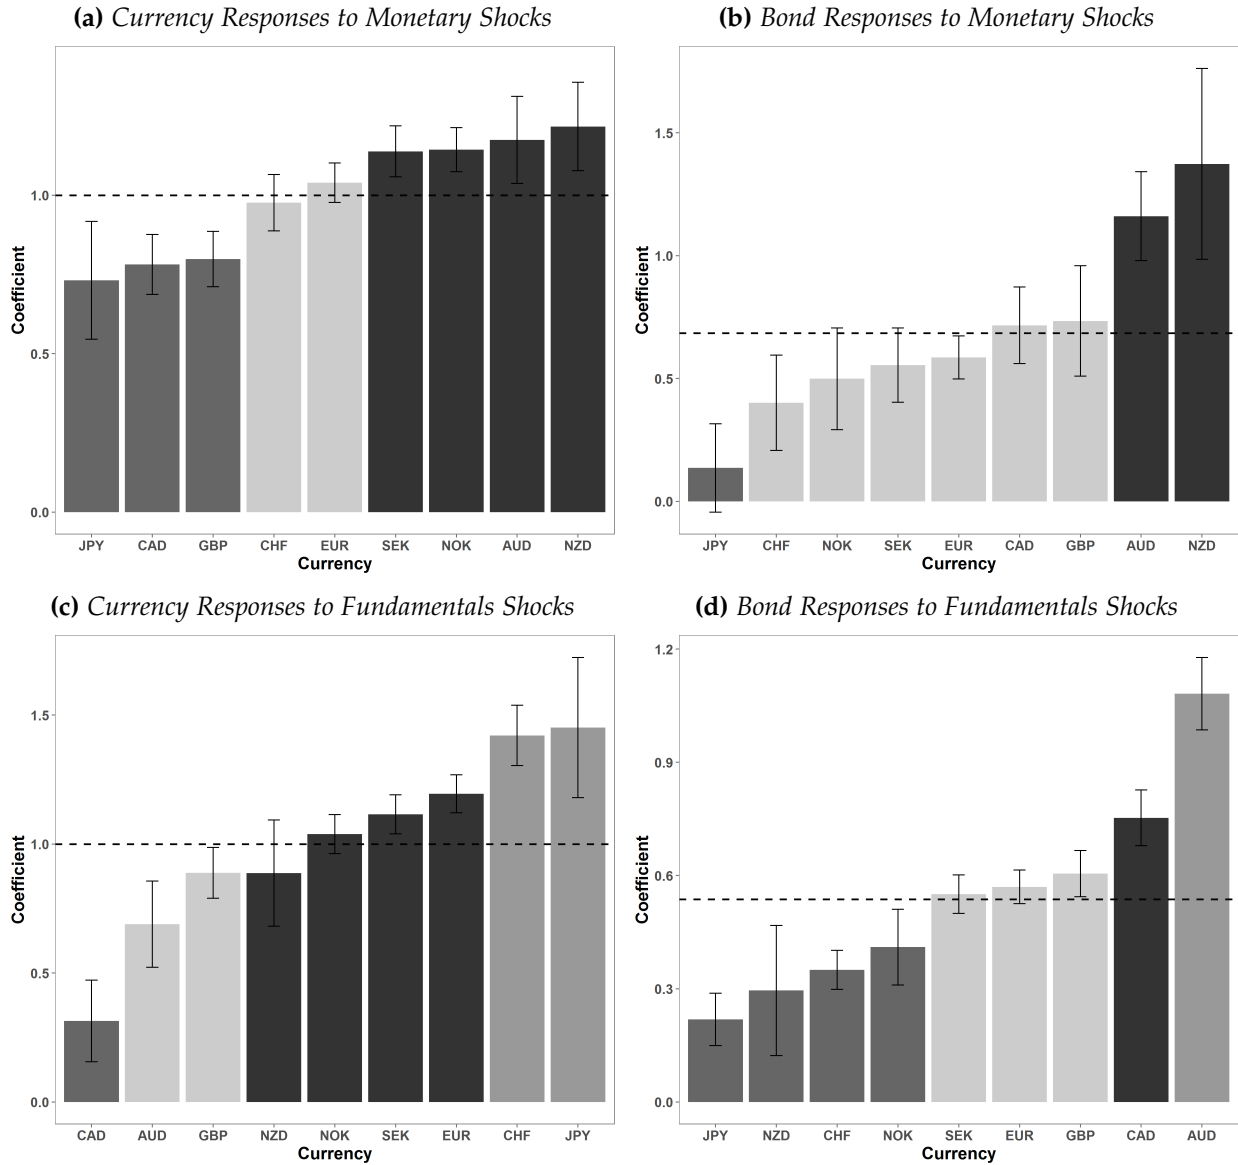 (a) Currency Responses to Monetary Shocks
Coefficient
1.0
0.5
0.0
JPY CAD GBP CHF EUR SEK NOK AUD NZD
Currency
(b) Bond Responses to Monetary Shocks
Coefficient
1.5
1.0
0.5
0.0
JPY CHF NOK SEK EUR CAD GBP AUD NZD
Currency
(c) Currency Responses to Fundamentals Shocks
Coefficient
1.5
1.0
0.5
0.0
CAD AUD GBP NZD NOK SEK EUR CHF JPY
Currency
(d) Bond Responses to Fundamentals Shocks
Coefficient
1.2
0.9
0.6
0.3
0.0
JPY NZD CHF NOK SEK EUR GBP CAD AUD
Currency